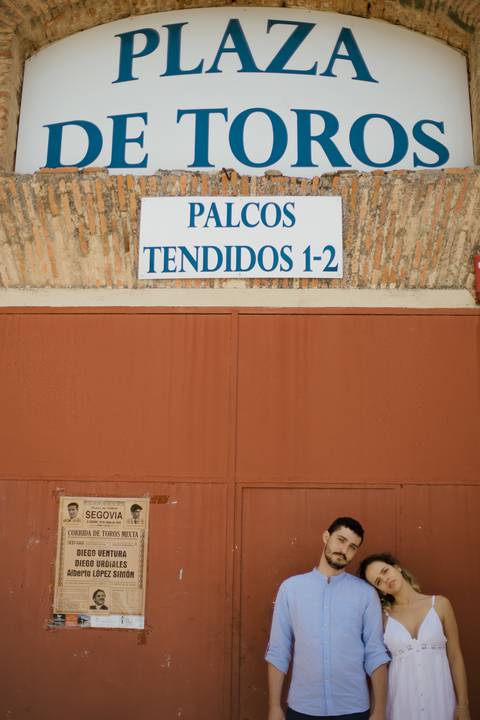 PLAZA
DE TOROS
PALCOS
TENDIDOS 1-2
SEGOVIA
CORRIDA DE TOROS MIXTA
DIEGO VENTURA
DIEGO URDIALES
Alberto LÓPEZ SIMÓN